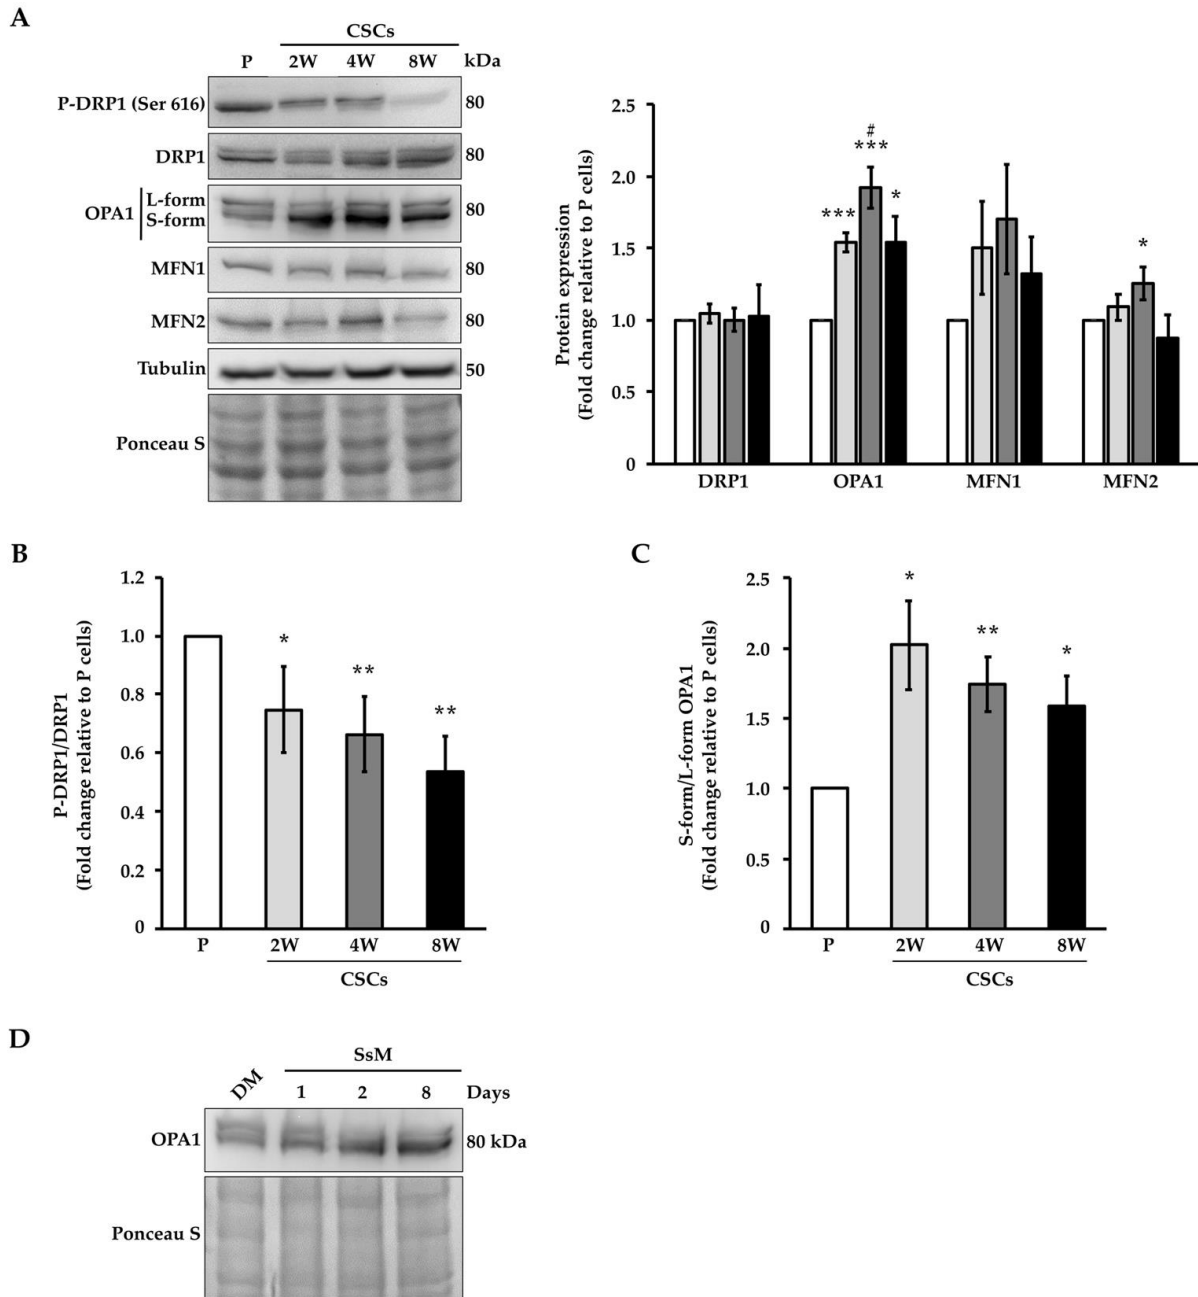 A
CSCs
P 2W 4W 8W kDa
P-DRP1 (Ser 616) 80
DRP1 80
OPA1 L-form S-form 80
MFN1 80
MFN2 80
Tubulin 50
Ponceau S
Protein expression
(Fold change relative to P cells)
2.5
2.0
1.5
1.0
0.5
0
***
#
***
*
*
DRP1 OPA1 MFN1 MFN2
B
P-DRP1/DRP1
(Fold change relative to P cells)
1.2
1.0
0.8
0.6
0.4
0.2
0
*
**
**
P 2W 4W 8W
CSCs
C
S-form/L-form OPA1
(Fold change relative to P cells)
2.5
2.0
1.5
1.0
0.5
0
*
**
*
P 2W 4W 8W
CSCs
D
SsM
DM 1 2 8 Days
OPA1 80 kDa
Ponceau S